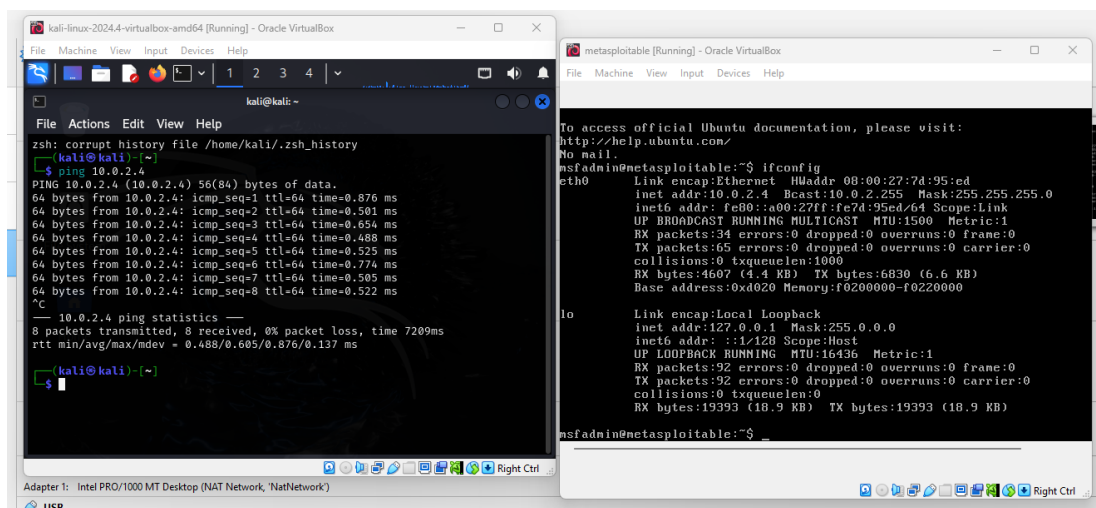 kali-linux-2024.4-virtualbox-amd64 [Running] - Oracle VirtualBox
File Machine View Input Devices Help
1 2 3 4
kali@kali: ~
File Actions Edit View Help
zsh: corrupt history file /home/kali/.zsh_history
(kali㉿kali)-[~]
$ ping 10.0.2.4
PING 10.0.2.4 (10.0.2.4) 56(84) bytes of data.
64 bytes from 10.0.2.4: icmp_seq=1 ttl=64 time=0.876 ms
64 bytes from 10.0.2.4: icmp_seq=2 ttl=64 time=0.501 ms
64 bytes from 10.0.2.4: icmp_seq=3 ttl=64 time=0.654 ms
64 bytes from 10.0.2.4: icmp_seq=4 ttl=64 time=0.488 ms
64 bytes from 10.0.2.4: icmp_seq=5 ttl=64 time=0.525 ms
64 bytes from 10.0.2.4: icmp_seq=6 ttl=64 time=0.774 ms
64 bytes from 10.0.2.4: icmp_seq=7 ttl=64 time=0.505 ms
64 bytes from 10.0.2.4: icmp_seq=8 ttl=64 time=0.522 ms
^C
— 10.0.2.4 ping statistics —
8 packets transmitted, 8 received, 0% packet loss, time 7209ms
rtt min/avg/max/mdev = 0.488/0.605/0.876/0.137 ms
(kali㉿kali)-[~]
$
Right Ctrl
Adapter 1: Intel PRO/1000 MT Desktop (NAT Network, 'NatNetwork')
USB
metasploitable [Running] - Oracle VirtualBox
File Machine View Input Devices Help
To access official Ubuntu documentation, please visit:
http://help.ubuntu.com/
No mail.
msfadmin@metasploitable:~$ ifconfig
eth0 Link encap:Ethernet HWaddr 08:00:27:7d:95:ed
inet addr:10.0.2.4 Bcast:10.0.2.255 Mask:255.255.255.0
inet6 addr: fe80::a00:27ff:fe7d:95ed/64 Scope:Link
UP BROADCAST RUNNING MULTICAST MTU:1500 Metric:1
RX packets:34 errors:0 dropped:0 overruns:0 frame:0
TX packets:65 errors:0 dropped:0 overruns:0 carrier:0
collisions:0 txqueuelen:1000
RX bytes:4607 (4.4 KB) TX bytes:6830 (6.6 KB)
Base address:0xd020 Memory:f0200000-f0220000
lo Link encap:Local Loopback
inet addr:127.0.0.1 Mask:255.0.0.0
inet6 addr: ::1/128 Scope:Host
UP LOOPBACK RUNNING MTU:16436 Metric:1
RX packets:92 errors:0 dropped:0 overruns:0 frame:0
TX packets:92 errors:0 dropped:0 overruns:0 carrier:0
collisions:0 txqueuelen:0
RX bytes:19393 (18.9 KB) TX bytes:19393 (18.9 KB)
msfadmin@metasploitable:~$ _
Right Ctrl